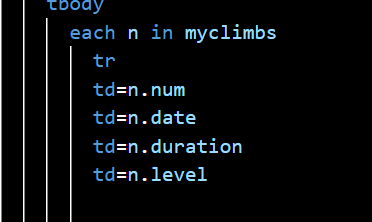 tbody
each n in myclimbs
tr
td=n.num
td=n.date
td=n.duration
td=n.level